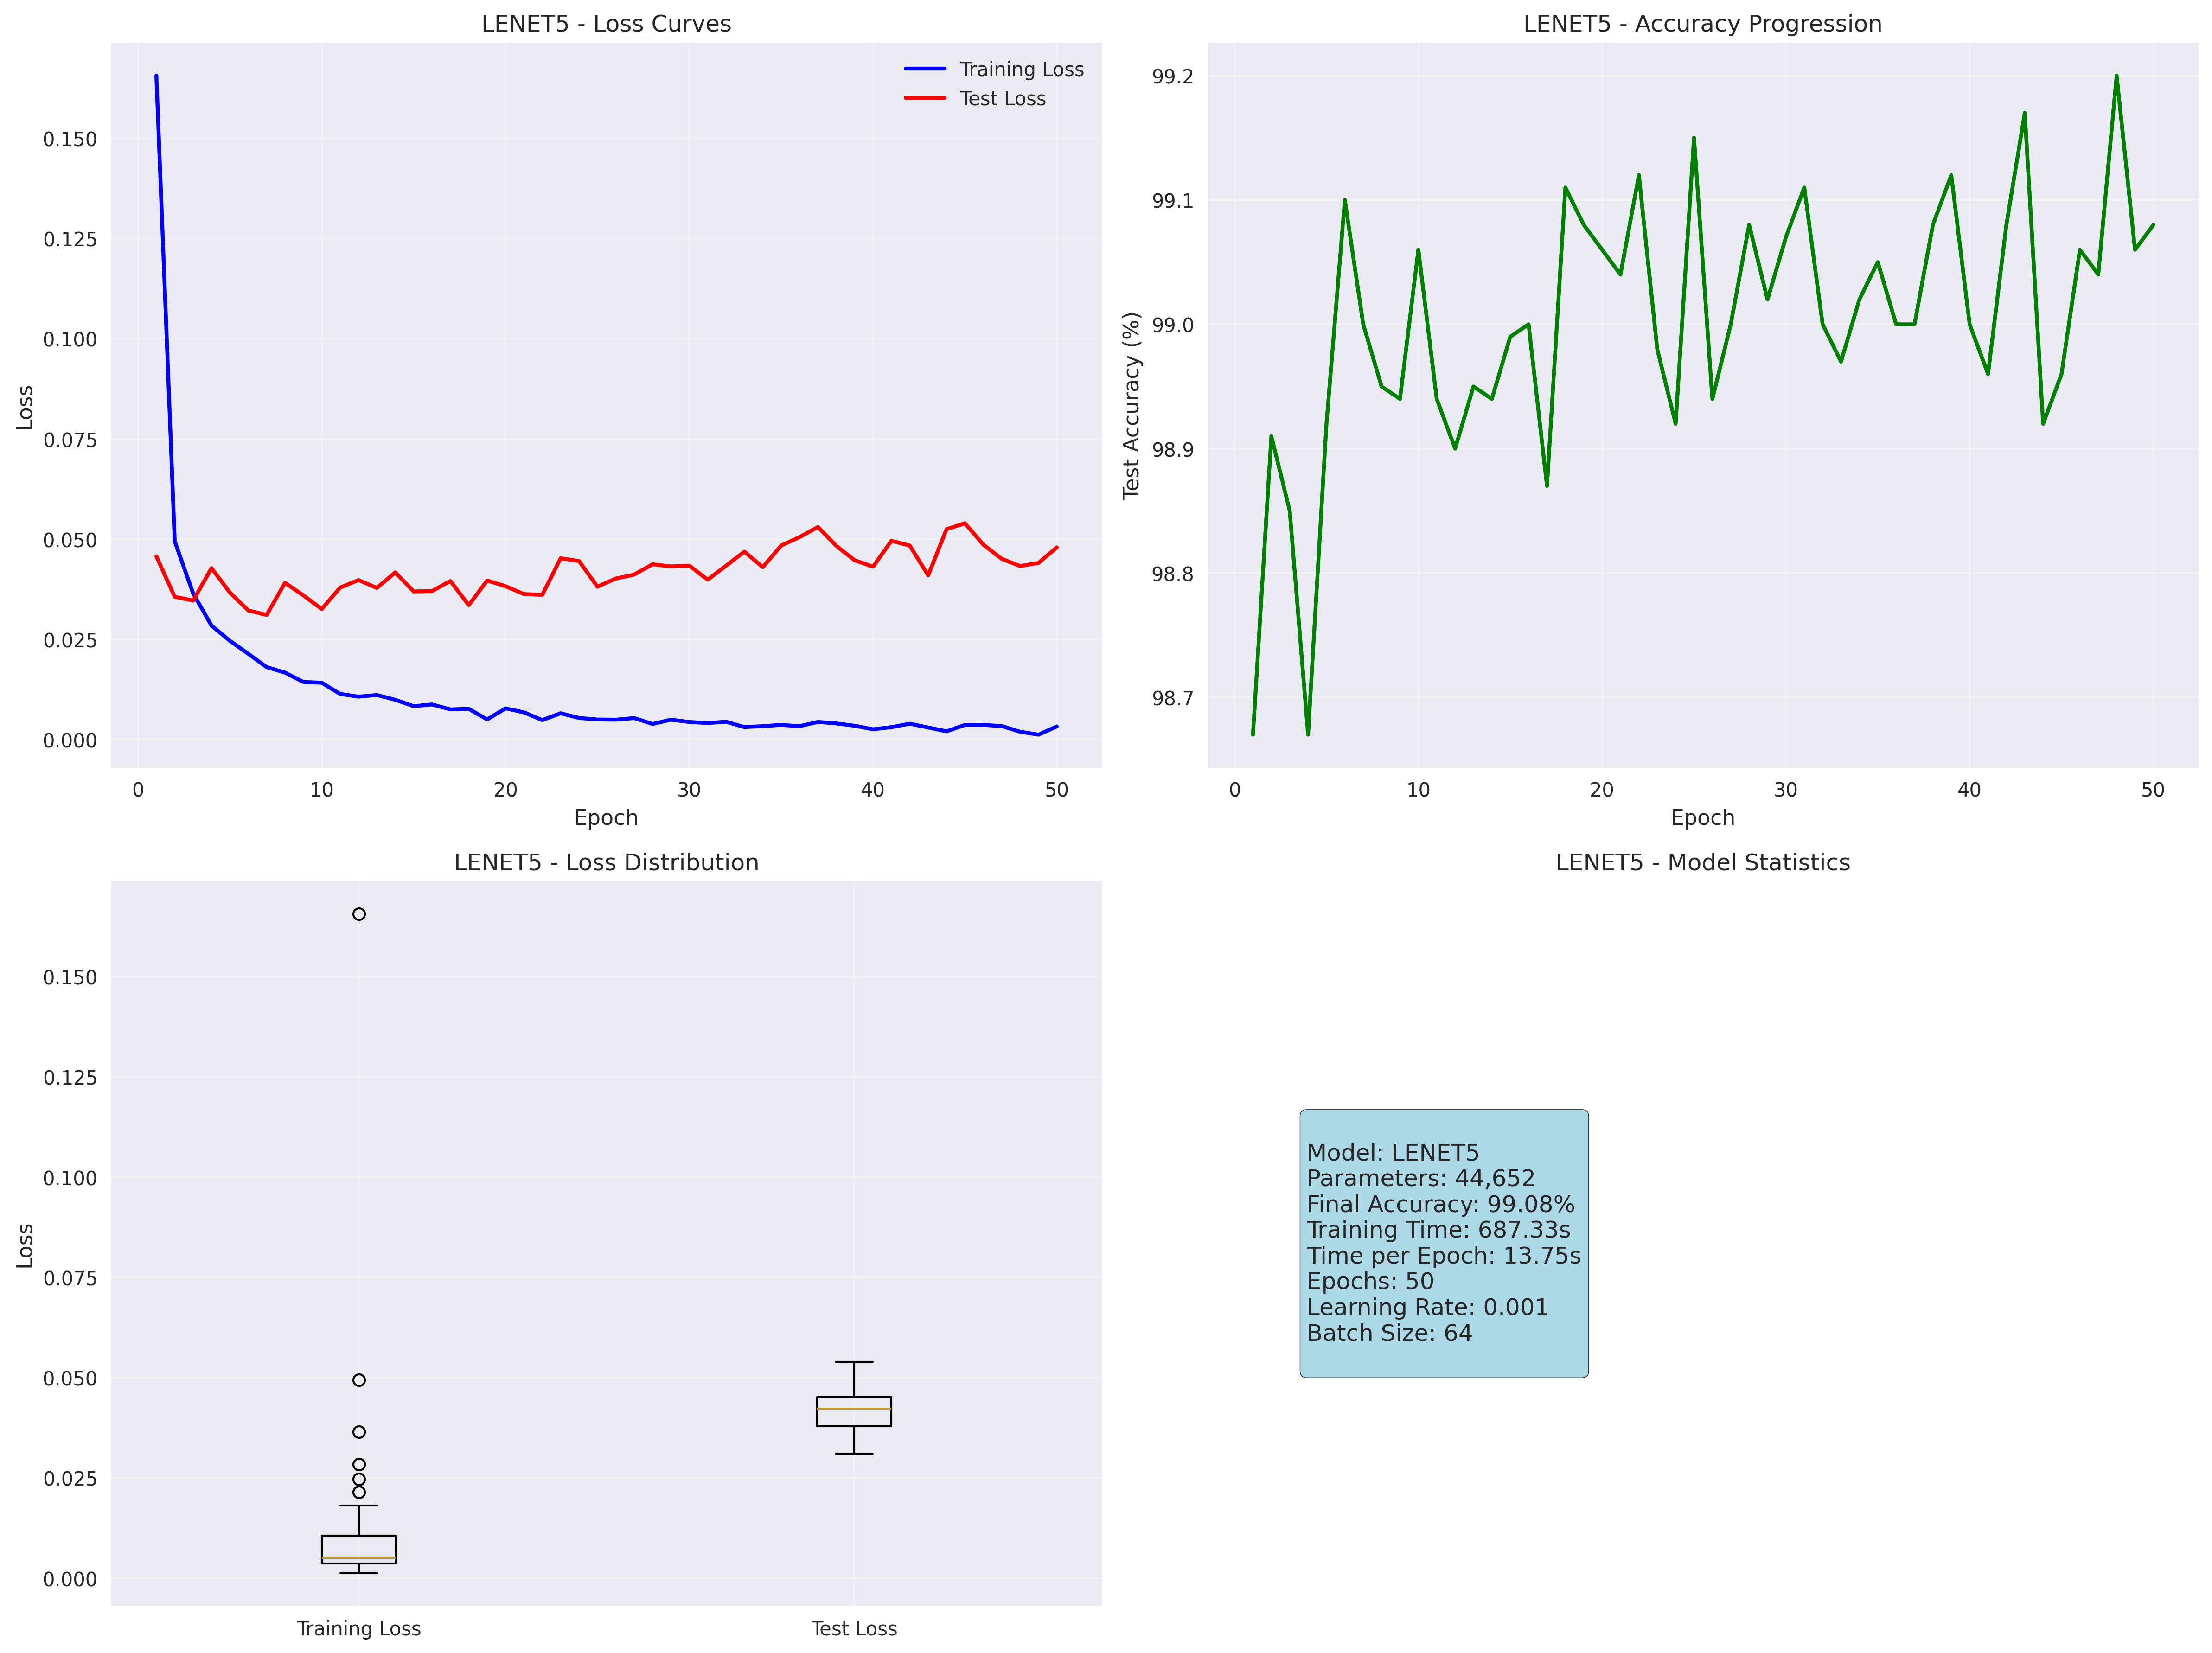 LENET5 - Loss Curves
Training Loss
Test Loss
0.150
0.125
0.100
0.075
0.050
0.025
0.000
Loss
0
10
20
30
40
50
Epoch
LENET5 - Accuracy Progression
99.2
99.1
99.0
98.9
98.8
98.7
Test Accuracy (%)
0
10
20
30
40
50
Epoch
LENET5 - Loss Distribution
0.150
0.125
0.100
0.075
0.050
0.025
0.000
Loss
Training Loss
Test Loss
LENET5 - Model Statistics
Model: LENET5
Parameters: 44,652
Final Accuracy: 99.08%
Training Time: 687.33s
Time per Epoch: 13.75s
Epochs: 50
Learning Rate: 0.001
Batch Size: 64